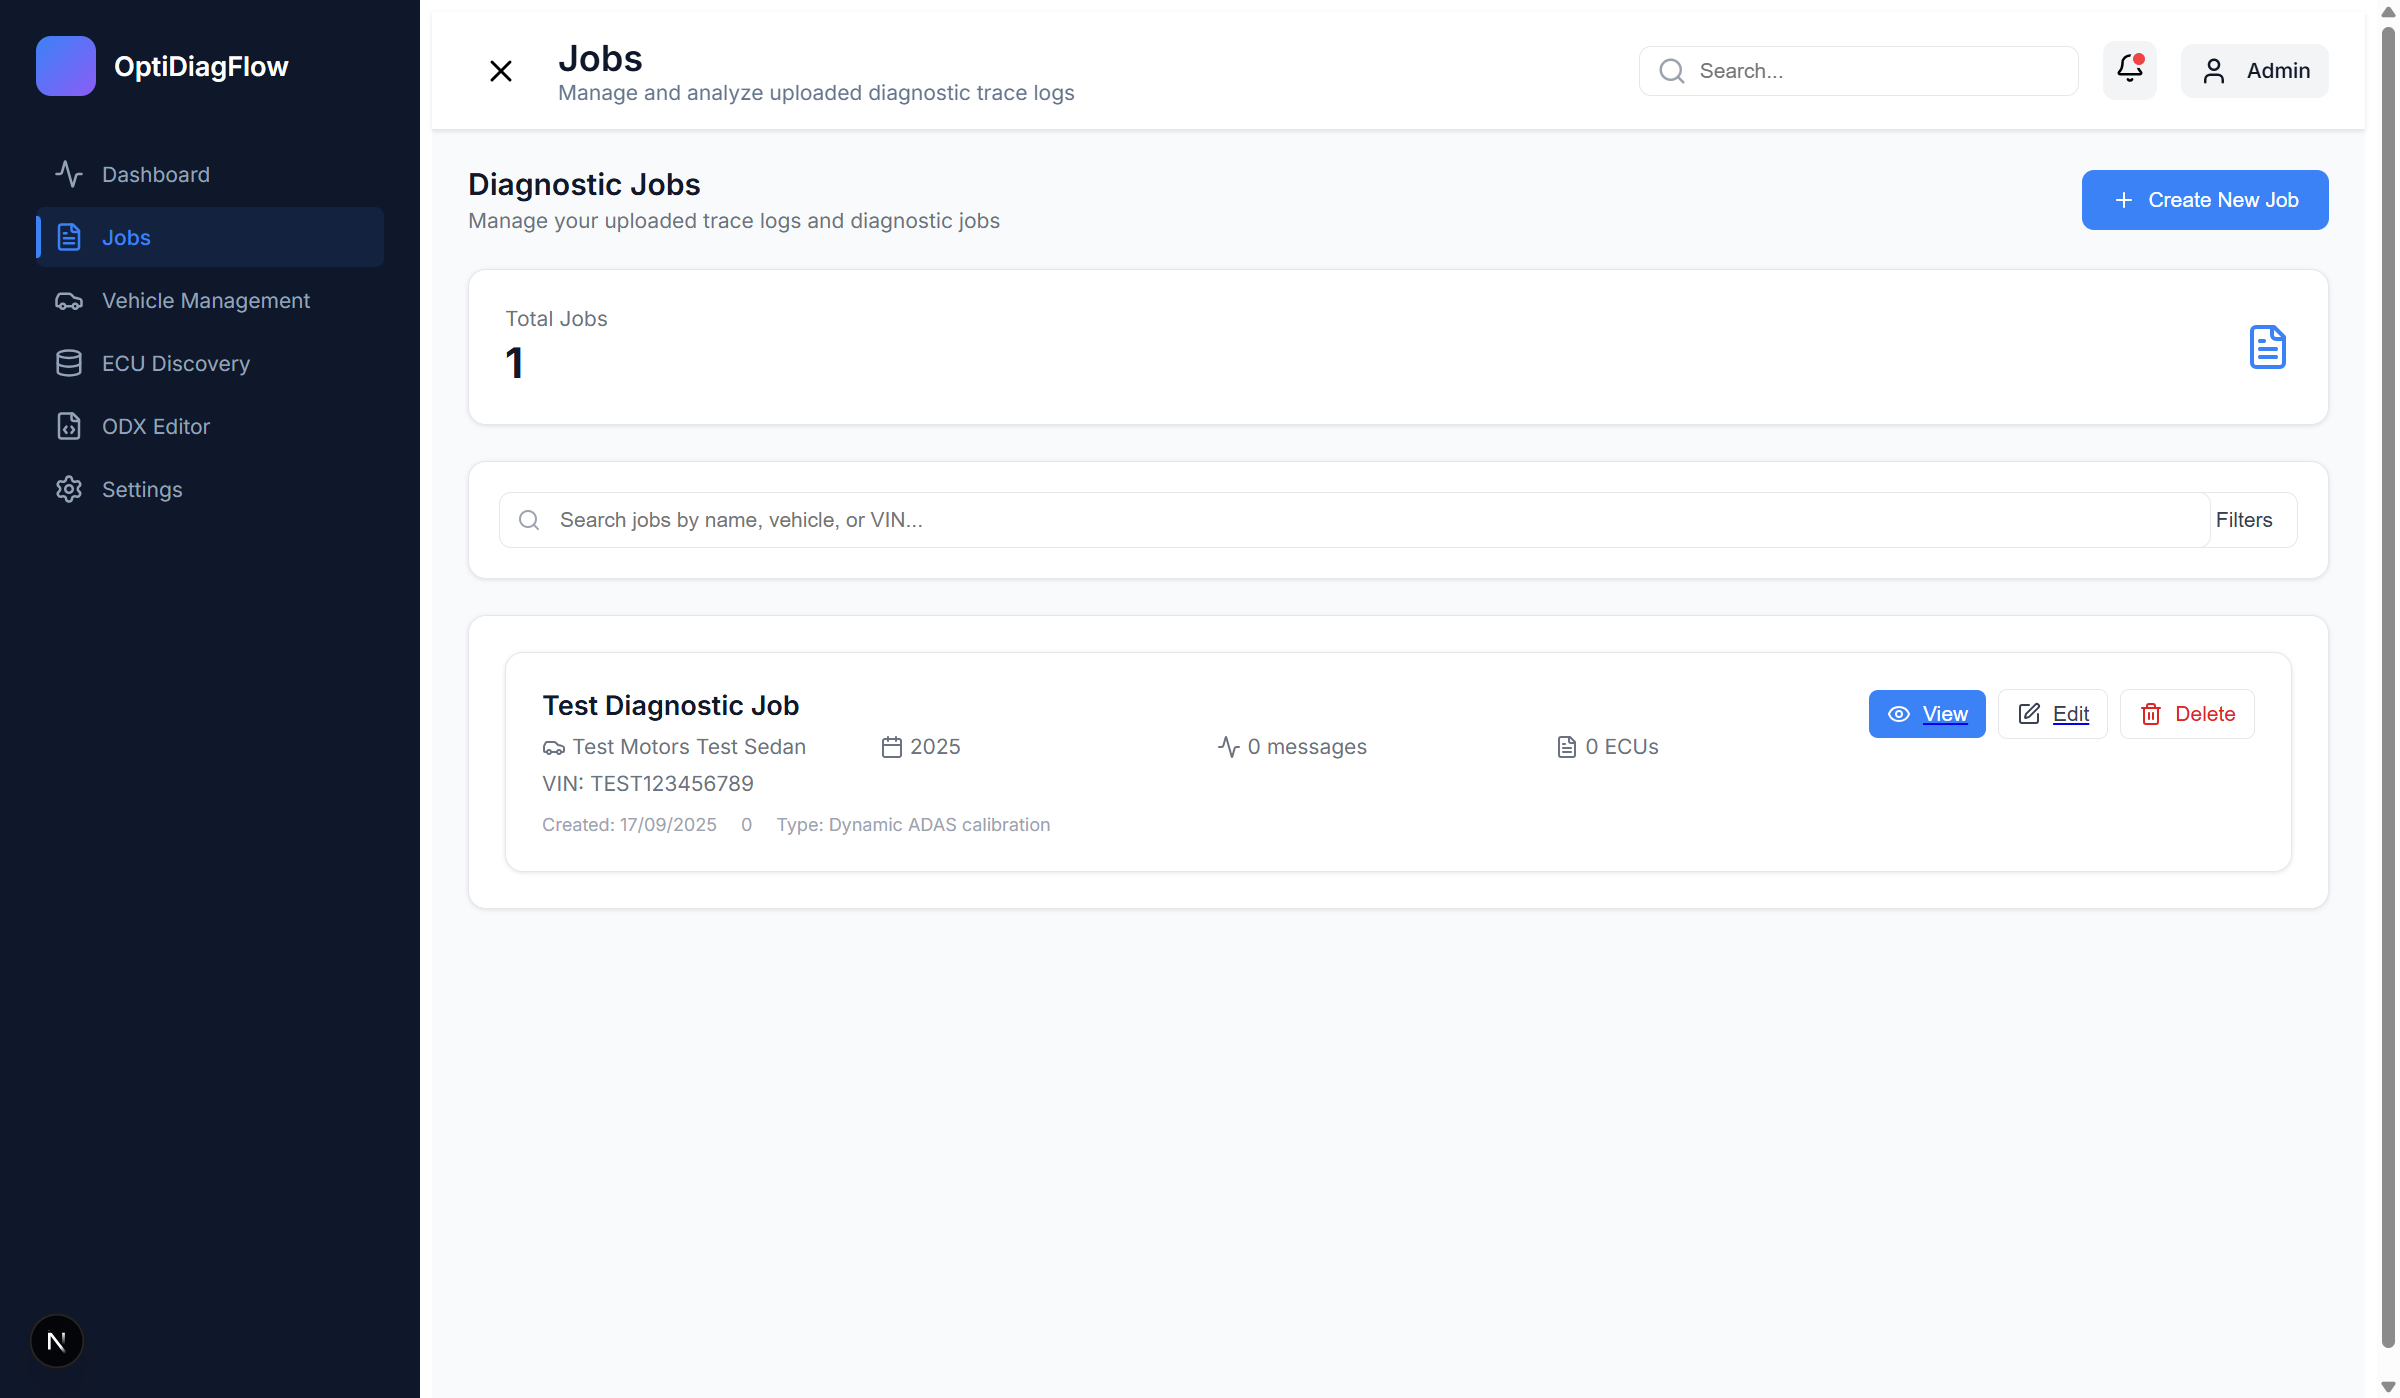 OptiDiagFlow
Dashboard
Jobs
Vehicle Management
ECU Discovery
ODX Editor
Settings
N
Jobs
Manage and analyze uploaded diagnostic trace logs
Search...
Admin
Diagnostic Jobs
Manage your uploaded trace logs and diagnostic jobs
Create New Job
Total Jobs
1
Search jobs by name, vehicle, or VIN...
Filters
Test Diagnostic Job
View
Edit
Delete
Test Motors Test Sedan
2025
0 messages
0 ECUs
VIN: TEST123456789
Created: 17/09/2025
0
Type: Dynamic ADAS calibration